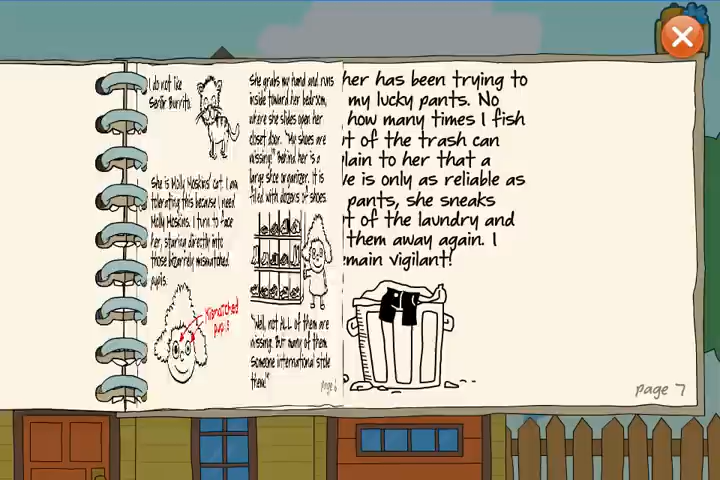 I do not like
Señor Burrito.
She is Molly Moskins' cat. I am
tolerating this because I need
Molly Moskins. I turn to face
her, staring directly into
those bizarrely mismatched
pupils.
Mismatched
pupils
She grabs my hand and runs
inside toward her bedroom,
where she slides open her
closet door. "My shoes are
missing!" Behind her is a
large shoe organizer. It is
filled with dozens of shoes.
"Well, not ALL of them are
missing. But many of them.
Someone international stole
them!"
page 6
her has been trying to
my lucky pants. No
how many times I fish
of the trash can
to her that a
is only as reliable as
pants, she sneaks
of the laundry and
them away again. I
main vigilant!
page 7